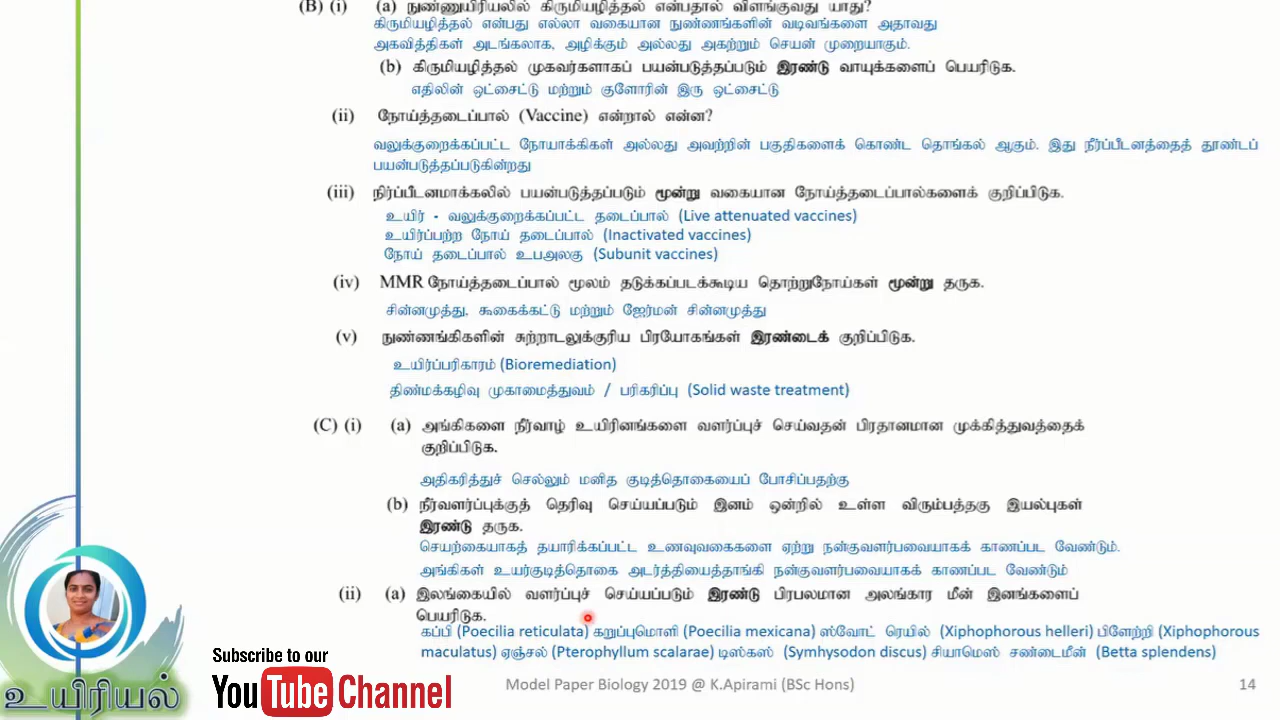 (B) (i) (a) நுண்ணுயிரியலில் கிருமியழித்தல் என்பதால் விளங்குவது யாது?
கிருமியழித்தல் என்பது எல்லா வகையான நுண்ணங்களின் வடிவங்களை அதாவது
அகவித்திகள் அடங்கலாக, அழிக்கும் அல்லது அகற்றும் செயன் முறையாகும்.
(b) கிருமியழித்தல் முகவர்களாகப் பயன்படுத்தப்படும் இரண்டு வாயுக்களைப் பெயரிடுக.
எதிலின் ஒட்சைட்டு மற்றும் குளோரின் இரு ஒட்சைட்டு
(ii) நோய்த்தடைப்பால் (Vaccine) என்றால் என்ன?
வலுக்குறைக்கப்பட்ட நோயாக்கிகள் அல்லது அவற்றின் பகுதிகளைக் கொண்ட தொங்கல் ஆகும். இது நீர்ப்பீடனத்தைத் தூண்டப்
பயன்படுத்தப்படுகின்றது
(iii) நிர்ப்பீடனமாக்கலில் பயன்படுத்தப்படும் மூன்று வகையான நோய்த்தடைப்பால்களைக் குறிப்பிடுக.
உயிர் - வலுக்குறைக்கப்பட்ட தடைப்பால் (Live attenuated vaccines)
உயிர்ப்பற்ற நோய் தடைப்பால் (Inactivated vaccines)
நோய் தடைப்பால் உபஅலகு (Subunit vaccines)
(iv) MMR நோய்த்தடைப்பால் மூலம் தடுக்கப்படக்கூடிய தொற்றுநோய்கள் மூன்று தருக.
சின்னமுத்து, கூகைக்கட்டு மற்றும் ஜேர்மன் சின்னமுத்து
(v) நுண்ணங்கிகளின் சுற்றாடலுக்குரிய பிரயோகங்கள் இரண்டைக் குறிப்பிடுக.
உயிர்ப்பரிகாரம் (Bioremediation)
திண்மக்கழிவு முகாமைத்துவம் / பரிகரிப்பு (Solid waste treatment)
(C) (i) (a) அங்கிகளை நீர்வாழ் உயிரினங்களை வளர்ப்புச் செய்வதன் பிரதானமான முக்கித்துவத்தைக்
குறிப்பிடுக.
அதிகரித்துச் செல்லும் மனித குடித்தொகையைப் போசிப்பதற்கு
(b) நீர்வளர்ப்புக்குத் தெரிவு செய்யப்படும் இனம் ஒன்றில் உள்ள விரும்பத்தகு இயல்புகள்
இரண்டு தருக.
செயற்கையாகத் தயாரிக்கப்பட்ட உணவுவகைகளை ஏற்று நன்குவளர்பவையாகக் காணப்பட வேண்டும்.
அங்கிகள் உயர்குடித்தொகை அடர்த்தியைத்தாங்கி நன்குவளர்பவையாகக் காணப்பட வேண்டும்
(ii) (a) இலங்கையில் வளர்ப்புச் செய்யப்படும் இரண்டு பிரபலமான அலங்கார மீன் இனங்களைப்
பெயரிடுக.
கப்பி (Poecilia reticulata) கறுப்புமொளி (Poecilia mexicana) ஸ்வோட் ரெயில் (Xiphophorous helleri) பிளேற்றி (Xiphophorous
maculatus) ஏஞ்சல் (Pterophyllum scalarae) டிஸ்கஸ் (Symhysodon discus) சியாமெஸ் சண்டைமீன் (Betta splendens)
Subscribe to our
YouTube Channel
உயிரியல்
Model Paper Biology 2019 @ K.Apirami (BSc Hons)
14